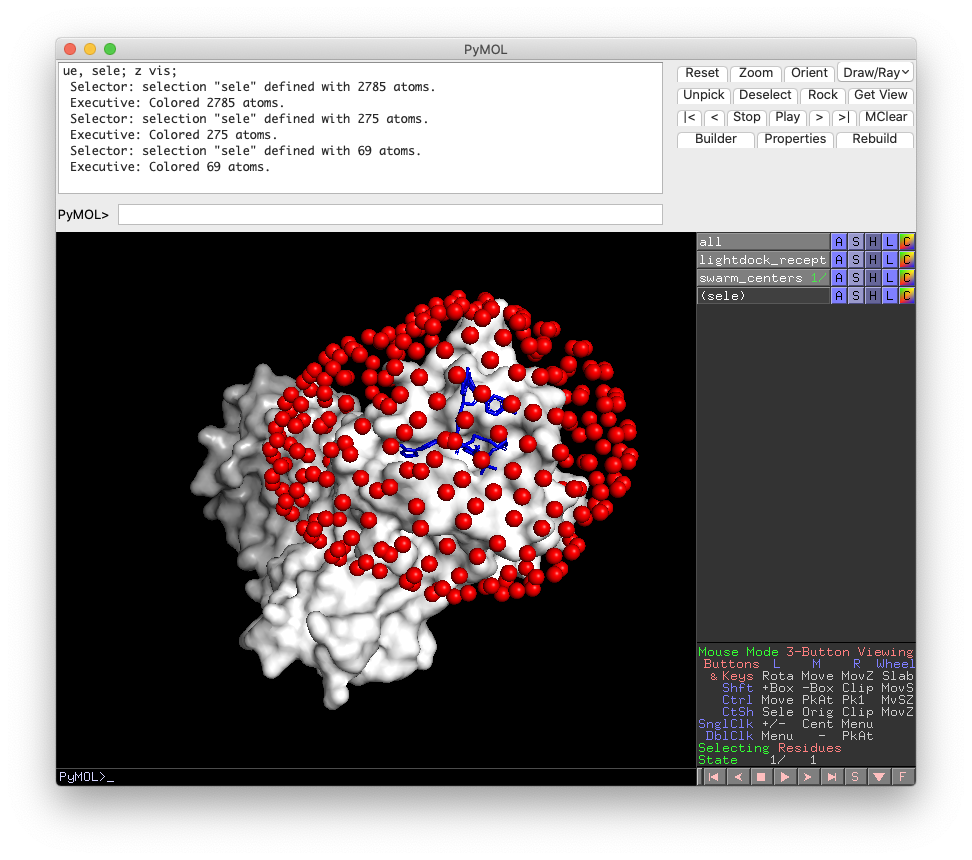 PyMOL
ue, sele; z vis;
Selector: selection "sele" defined with 2785 atoms.
Executive: Colored 2785 atoms.
Selector: selection "sele" defined with 275 atoms.
Executive: Colored 275 atoms.
Selector: selection "sele" defined with 69 atoms.
Executive: Colored 69 atoms.
Reset Zoom Orient Draw/Ray
Unpick Deselect Rock Get View
|< < Stop Play > >| MClear
Builder Properties Rebuild
PyMOL>
all A S H L C
lightdock_recept A S H L C
swarm_centers 1/ A S H L C
(sele) A S H L C
Mouse Mode 3-Button Viewing
Buttons L M R Wheel
& Keys Rota Move MovZ Slab
Shft +Box -Box Clip MovS
Ctrl Move PkAt Pk1 MvSZ
CtSh Sele Orig Clip MovZ
SnglClk +/- Cent Menu
DblClk Menu - PkAt
Selecting Residues
State 1/ 1
PyMOL>_
S F